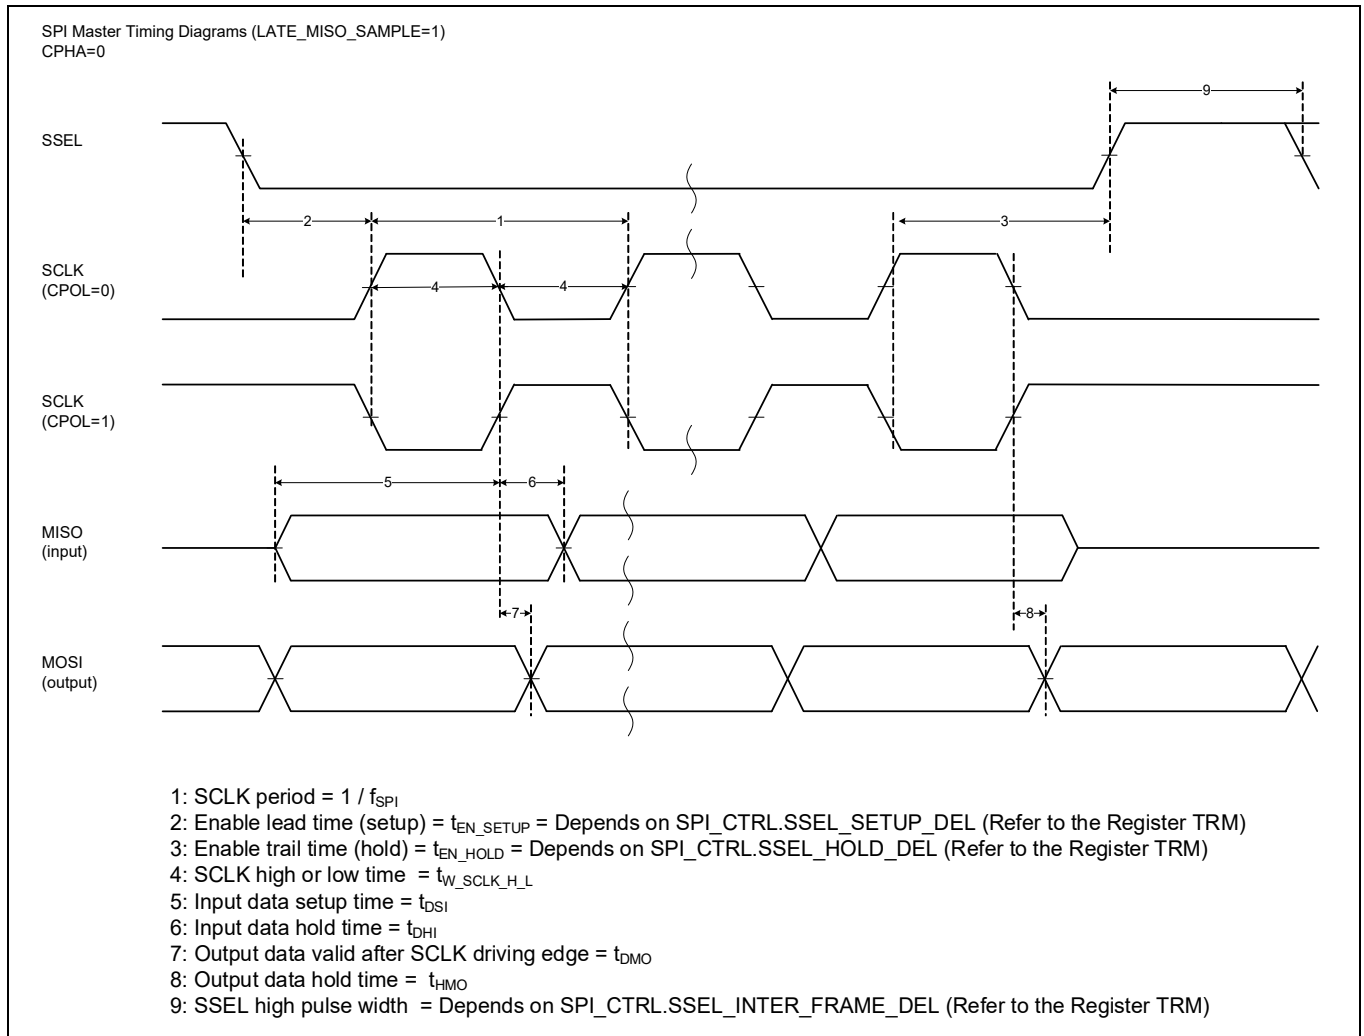 SPI Master Timing Diagrams (LATE_MISO_SAMPLE=1)
CPHA=0
9
SSEL
2
1
3
SCLK
(CPOL=0)
4
4
SCLK
(CPOL=1)
5
6
MISO
(input)
7
8
MOSI
(output)
1: SCLK period = 1 / fSPI
2: Enable lead time (setup) = tEN_SETUP = Depends on SPI_CTRL.SSEL_SETUP_DEL (Refer to the Register TRM)
3: Enable trail time (hold) = tEN_HOLD = Depends on SPI_CTRL.SSEL_HOLD_DEL (Refer to the Register TRM)
4: SCLK high or low time = tW_SCLK_H_L
5: Input data setup time = tDSI
6: Input data hold time = tDHI
7: Output data valid after SCLK driving edge = tDMO
8: Output data hold time = tHMO
9: SSEL high pulse width = Depends on SPI_CTRL.SSEL_INTER_FRAME_DEL (Refer to the Register TRM)